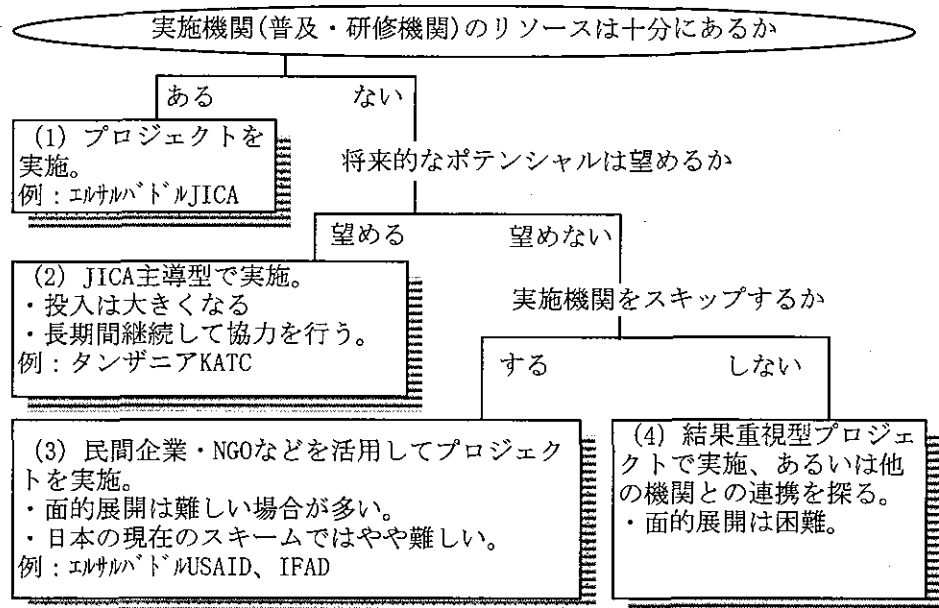 実施機関(普及・研修機関)のリソースは十分にあるか
ある　ない
(1) プロジェクトを
実施。
例：ｴﾙｻﾙﾊﾞﾄﾞﾙJICA
将来的なポテンシャルは望めるか
望める　望めない
(2) JICA主導型で実施。
・投入は大きくなる
・長期間継続して協力を行う。
例：タンザニアKATC
実施機関をスキップするか
する　しない
(3) 民間企業・NGOなどを活用してプロジェク
トを実施。
・面的展開は難しい場合が多い。
・日本の現在のスキームではやや難しい。
例：ｴﾙｻﾙﾊﾞﾄﾞﾙUSAID、IFAD
(4) 結果重視型プロジェ
クトで実施、あるいは他
の機関との連携を探る。
・面的展開は困難。